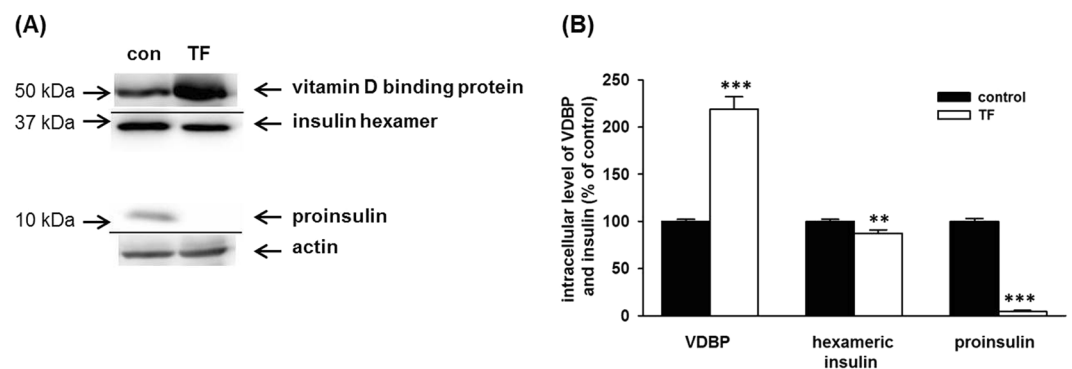 (A)
con TF
50 kDa vitamin D binding protein
37 kDa insulin hexamer
10 kDa proinsulin
actin
(B)
intracellular level of VDBP
and insulin (% of control)
250
200
150
100
50
0
***
**
***
control
TF
VDBP hexameric proinsulin
insulin